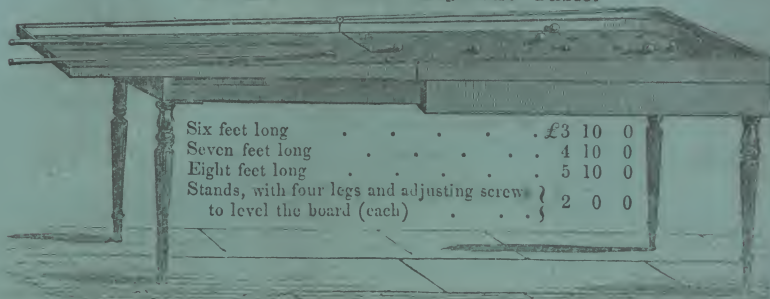 Six feet long . . . . . . £3 10 0
Seven feet long . . . . . . 4 10 0
Eight feet long . . . . . . 5 10 0
Stands, with four legs and adjusting screws } 2 0 0
to level the board (each) . . . }